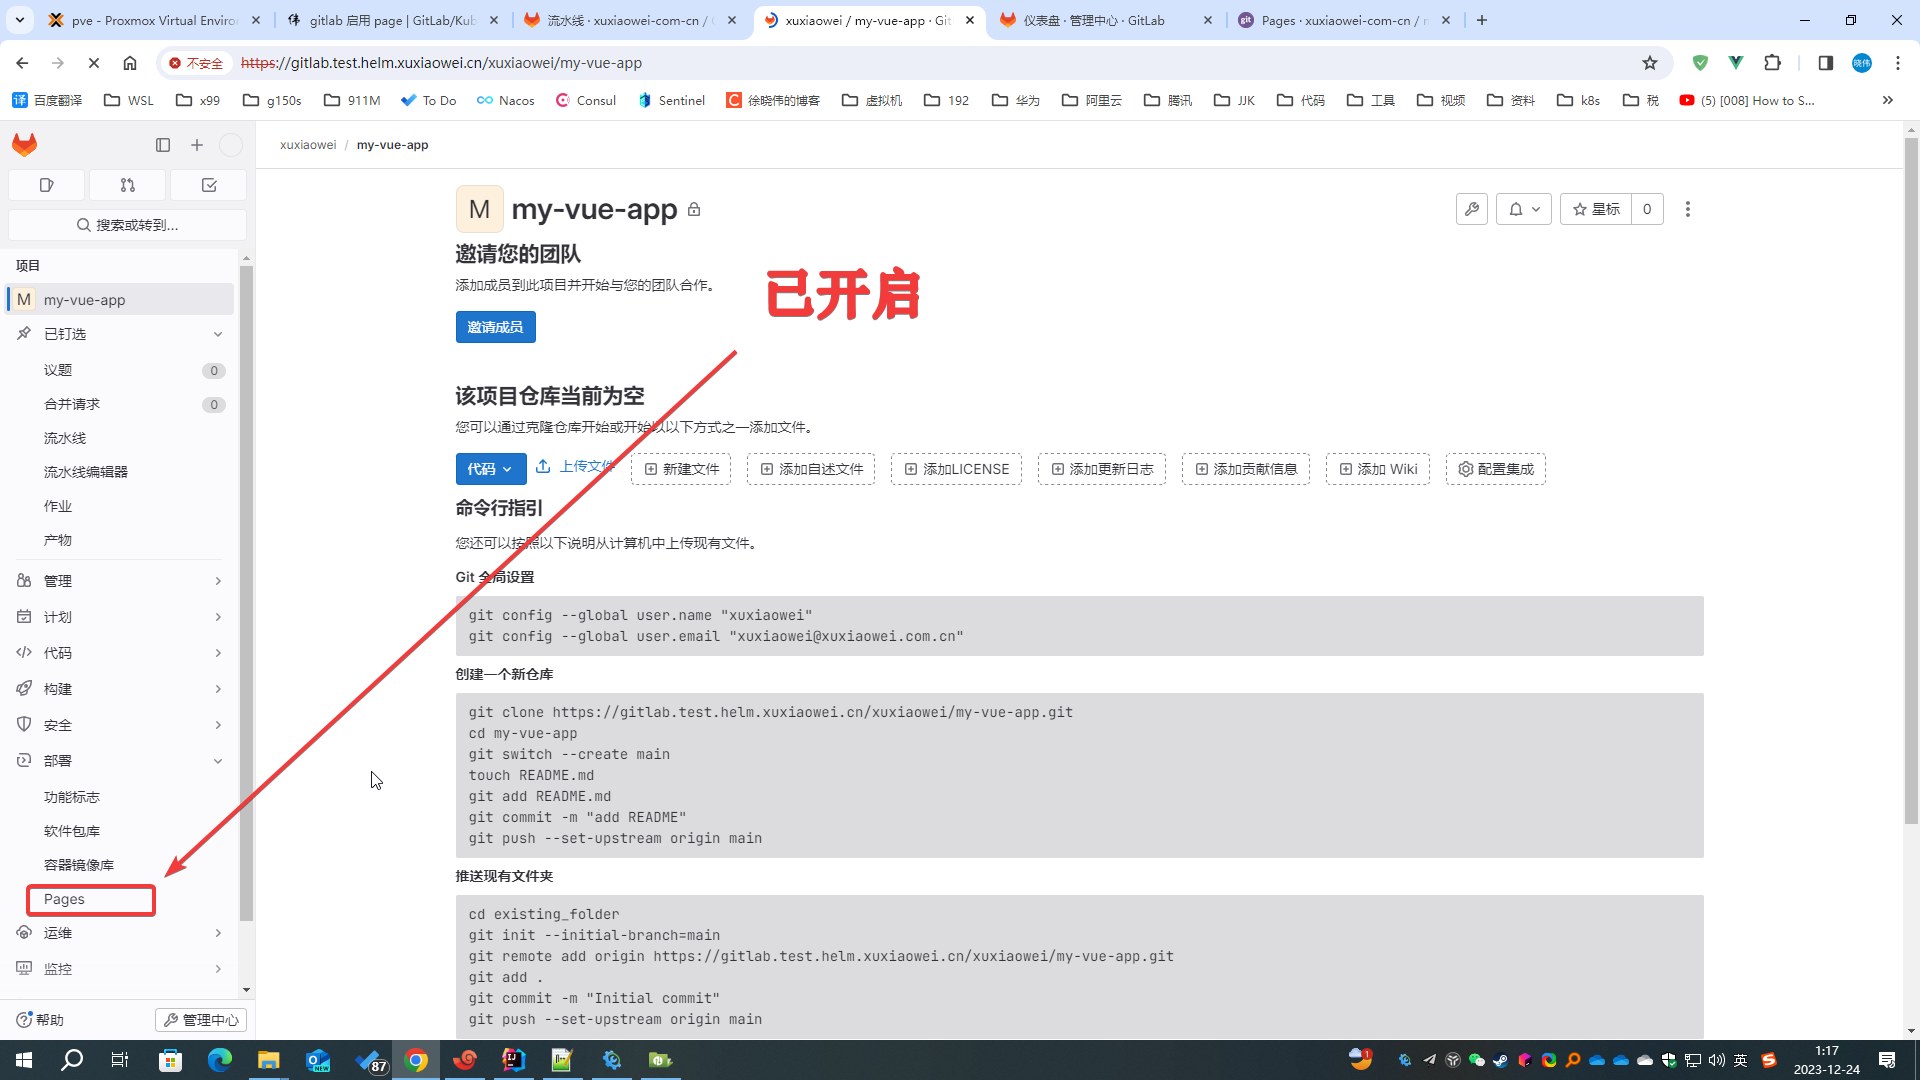 pve - Proxmox Virtual Enviro
gitlab 启用 page | GitLab/Kub
流水线 · xuxiaowei-com-cn /
xuxiaowei / my-vue-app · Git
仪表盘 · 管理中心 · GitLab
Pages · xuxiaowei-com-cn /
不安全
https://gitlab.test.helm.xuxiaowei.cn/xuxiaowei/my-vue-app
晓伟
译 百度翻译
WSL
x99
g150s
911M
To Do
Nacos
Consul
Sentinel
C 徐晓伟的博客
虚拟机
192
华为
阿里云
腾讯
JJK
代码
工具
视频
资料
k8s
税
(5) [008] How to S...
xuxiaowei / my-vue-app
搜索或转到...
项目
M my-vue-app
已钉选
议题 0
合并请求 0
流水线
流水线编辑器
作业
产物
管理
计划
代码
构建
安全
部署
功能标志
软件包库
容器镜像库
Pages
运维
监控
帮助
管理中心
M my-vue-app
星标 0
邀请您的团队
添加成员到此项目并开始与您的团队合作。
已开启
邀请成员
该项目仓库当前为空
您可以通过克隆仓库开始或开始以以下方式之一添加文件。
代码
上传文件
新建文件
添加自述文件
添加LICENSE
添加更新日志
添加贡献信息
添加 Wiki
配置集成
命令行指引
您还可以按照以下说明从计算机中上传现有文件。
Git 全局设置
git config --global user.name "xuxiaowei"
git config --global user.email "xuxiaowei@xuxiaowei.com.cn"
创建一个新仓库
git clone https://gitlab.test.helm.xuxiaowei.cn/xuxiaowei/my-vue-app.git
cd my-vue-app
git switch --create main
touch README.md
git add README.md
git commit -m "add README"
git push --set-upstream origin main
推送现有文件夹
cd existing_folder
git init --initial-branch=main
git remote add origin https://gitlab.test.helm.xuxiaowei.cn/xuxiaowei/my-vue-app.git
git add .
git commit -m "Initial commit"
git push --set-upstream origin main
NEW
87
1
英
1:17
2023-12-24